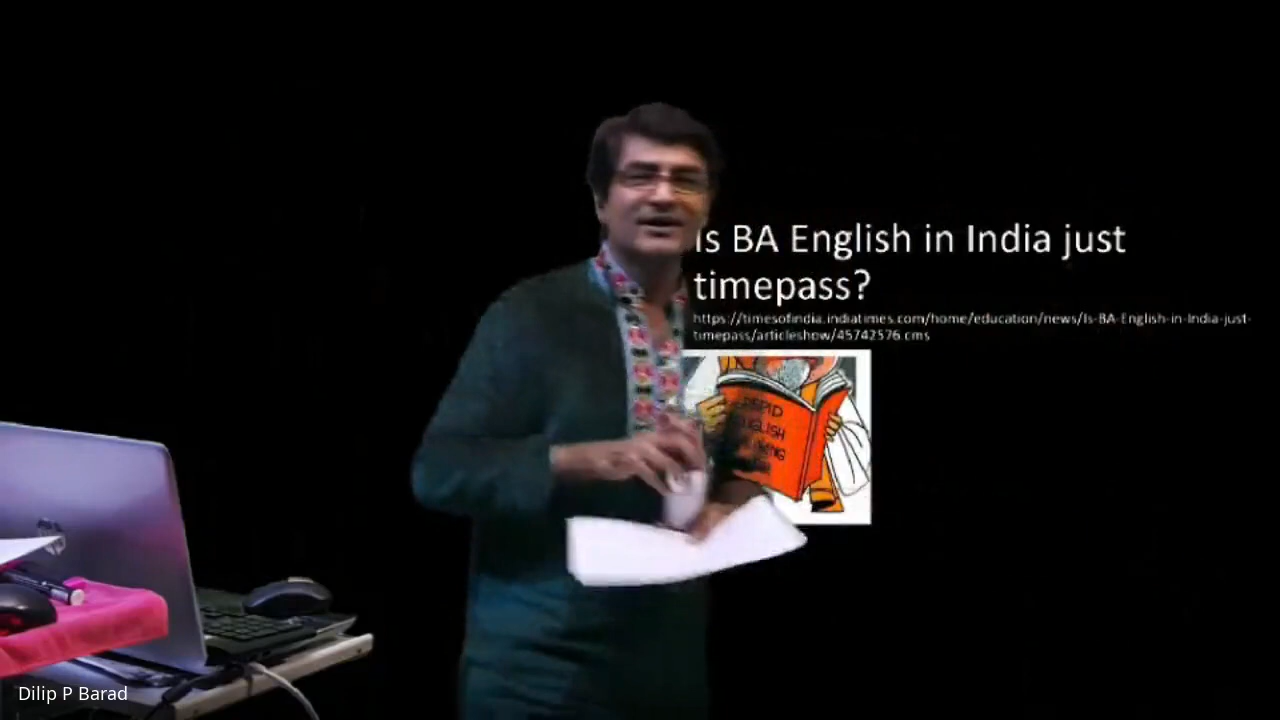 Is BA English in India just
timepass?
https://timesofindia.indiatimes.com/home/education/news/Is-BA-English-in-India-just-
timepass/articleshow/45742576.cms
ENGLISH
Dilip P Barad